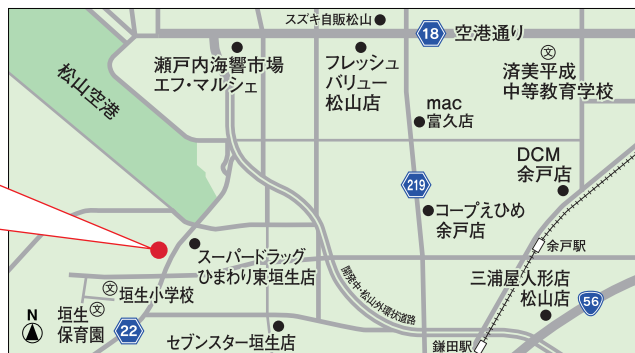 スズキ自販松山
18
空港通り
瀬戸内海響市場
エフ・マルシェ
フレッシュ
バリュー
松山店
文
済美平成
中等教育学校
松山空港
mac
富久店
DCM
余戸店
219
コープえひめ
余戸店
スーパードラッグ
ひまわり東垣生店
余戸駅
開発中・松山外環状道路
三浦屋人形店
松山店
56
文
垣生小学校
文
垣生
保育園
22
セブンスター垣生店
鎌田駅
N